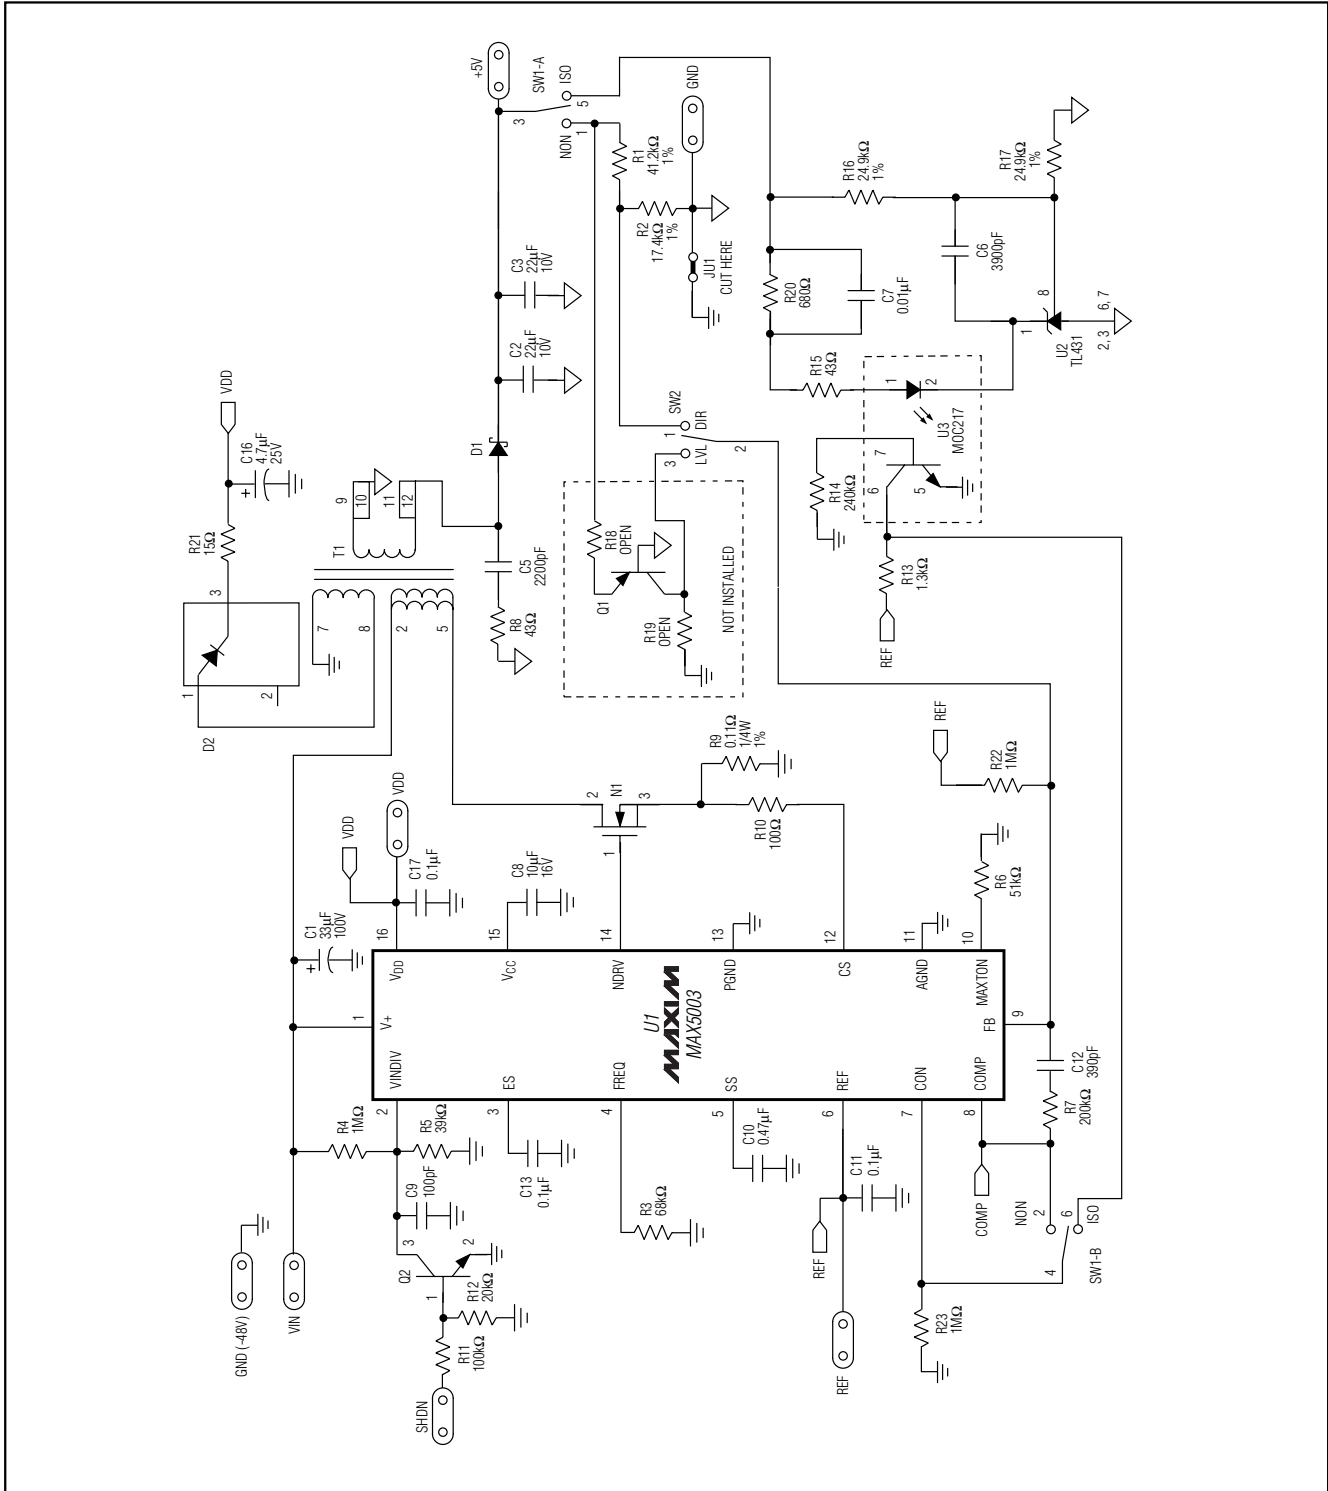 +5V
SW1-A
ISO
3
5
NON
1
GND
R1
41.2kΩ
1%
R2
17.4kΩ
1%
JU1
CUT HERE
R16
24.9kΩ
1%
R17
24.9kΩ
1%
C6
3900pF
R20
680Ω
C7
0.01µF
1
8
U2
TL431
2, 3
6, 7
R15
43Ω
1
2
U3
MOC217
7
6
5
R14
240kΩ
R13
1.3kΩ
REF
C3
22µF
10V
C2
22µF
10V
SW2
1
DIR
3
LVL
2
VDD
C16
4.7µF
25V
+
R21
15Ω
D1
T1
9
10
11
12
C5
2200pF
R8
43Ω
R18
OPEN
Q1
R19
OPEN
NOT INSTALLED
3
1
2
D2
7
8
2
5
R9
0.11Ω
1/4W
1%
REF
R22
1MΩ
2
N1
3
1
R10
100Ω
VDD
VDD
C17
0.1µF
C8
10µF
16V
C1
33µF
100V
+
R6
51kΩ
16
15
14
13
12
11
10
1
V+
VDD
VCC
NDRV
PGND
CS
AGND
MAXTON
U1
MAXIM
MAX5003
FB
9
VINDIV
ES
FREQ
SS
REF
CON
COMP
2
3
4
5
6
7
8
C12
390pF
R7
200kΩ
R4
1MΩ
R5
39kΩ
C9
100pF
C13
0.1µF
R3
68kΩ
C10
0.47µF
C11
0.1µF
REF
COMP
NON
2
6
ISO
4
SW1-B
GND (-48V)
VIN
Q2
3
2
1
R12
20kΩ
R11
100kΩ
SHDN
REF
R23
1MΩ